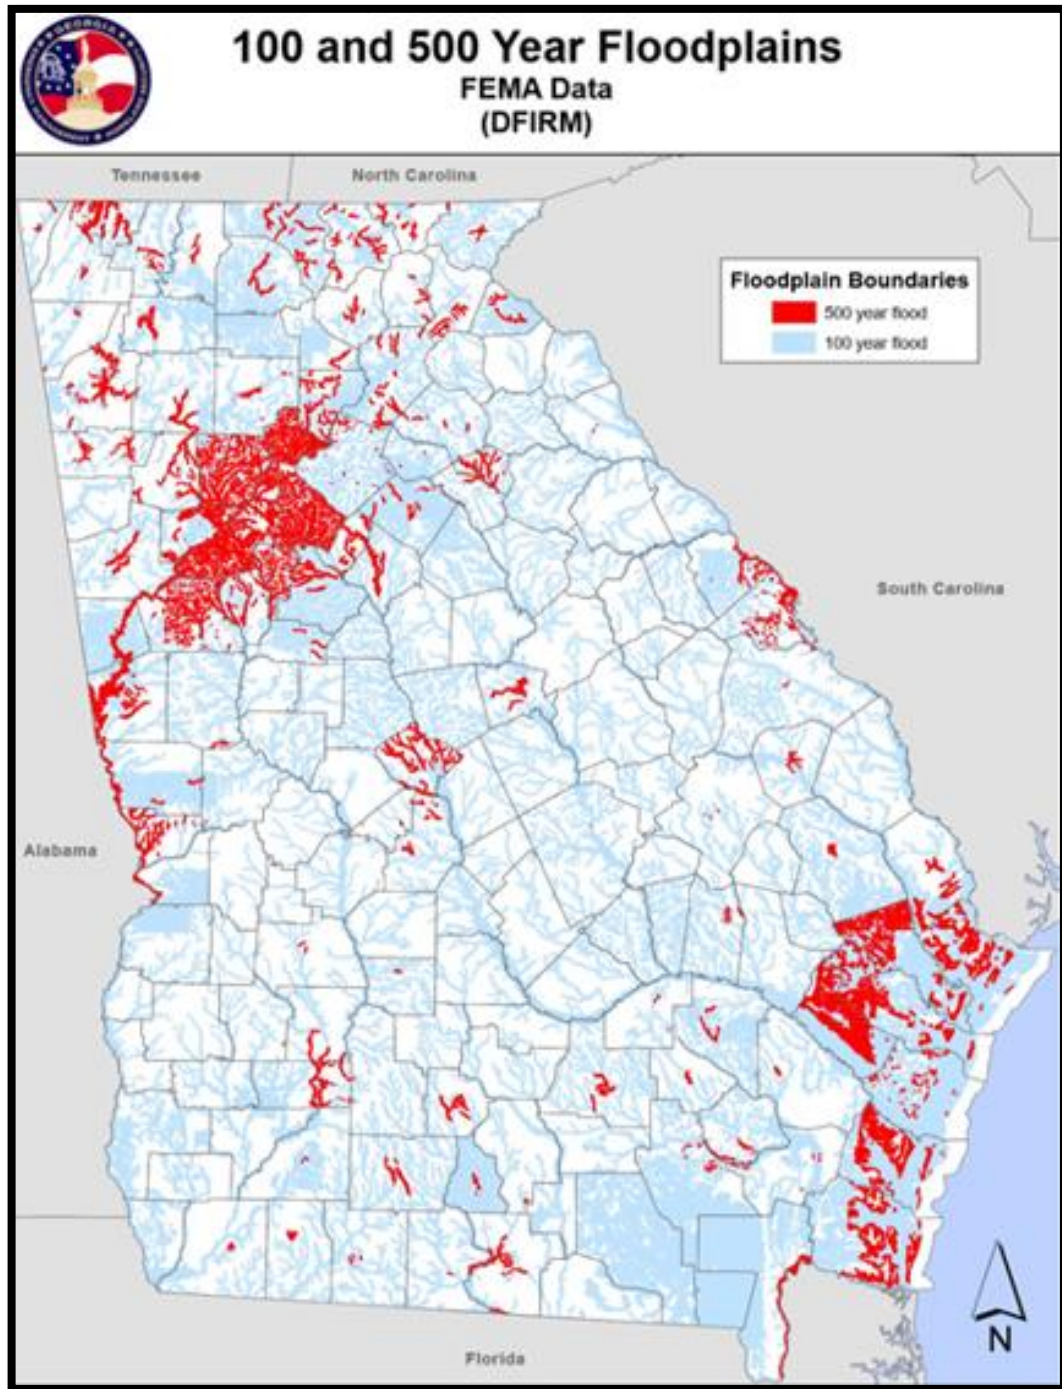 100 and 500 Year Floodplains
FEMA Data
(DFIRM)
GEORGIA
Tennessee
North Carolina
Floodplain Boundaries
500 year flood
100 year flood
South Carolina
Alabama
Florida
N